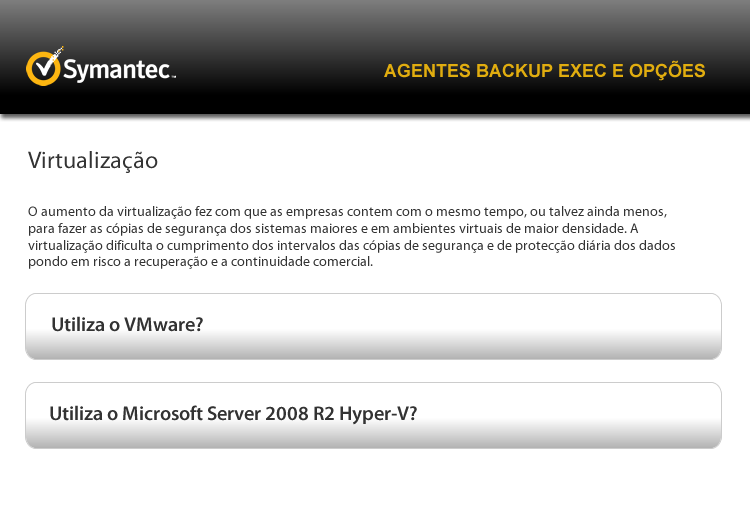 Symantec™
AGENTES BACKUP EXEC E OPÇÕES
Virtualização
O aumento da virtualização fez com que as empresas contem com o mesmo tempo, ou talvez ainda menos,
para fazer as cópias de segurança dos sistemas maiores e em ambientes virtuais de maior densidade. A
virtualização dificulta o cumprimento dos intervalos das cópias de segurança e de protecção diária dos dados
pondo em risco a recuperação e a continuidade comercial.
Utiliza o VMware?
Utiliza o Microsoft Server 2008 R2 Hyper-V?